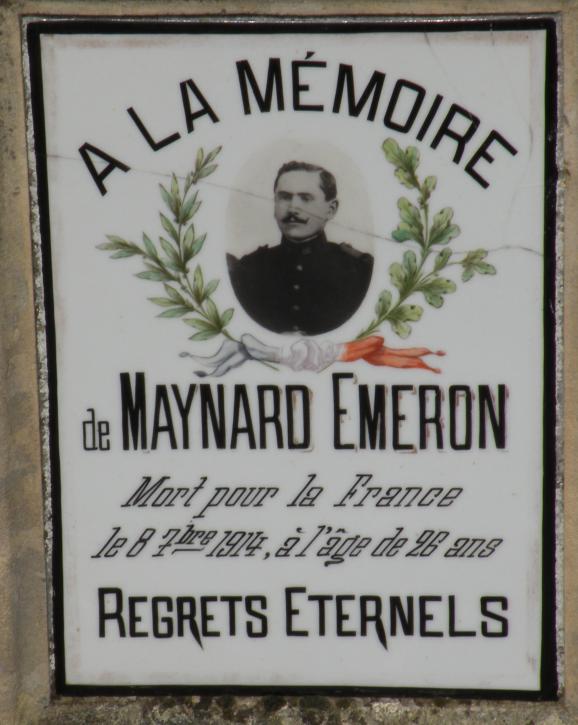 A LA MÉMOIRE
de MAYNARD EMERON
Mort pour la France
le 8 7bre 1914, à l'âge de 26 ans
REGRETS ETERNELS